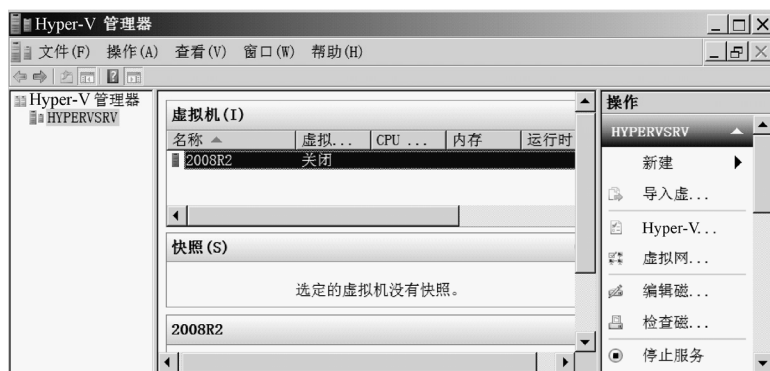 Hyper-V 管理器
文件(F) 操作(A) 查看(V) 窗口(W) 帮助(H)
Hyper-V 管理器
HYPERVSRV
虚拟机(I)
名称 虚拟... CPU ... 内存 运行时
2008R2 关闭
快照(S)
选定的虚拟机没有快照。
2008R2
操作
HYPERVSRV
新建
导入虚...
Hyper-V...
虚拟网...
编辑磁...
检查磁...
停止服务